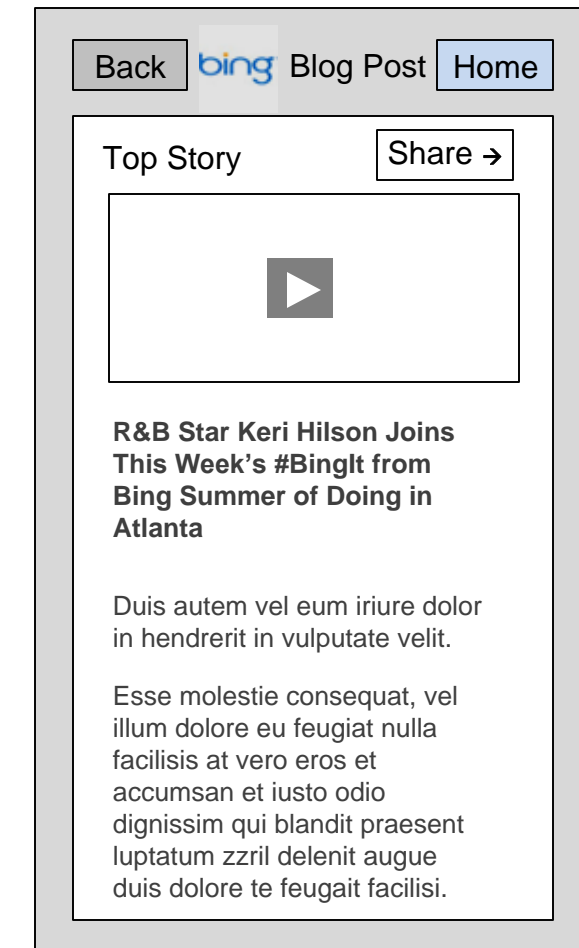 Back bing Blog Post Home
Top Story Share →
R&B Star Keri Hilson Joins
This Week’s #BingIt from
Bing Summer of Doing in
Atlanta
Duis autem vel eum iriure dolor
in hendrerit in vulputate velit.
Esse molestie consequat, vel
illum dolore eu feugiat nulla
facilisis at vero eros et
accumsan et iusto odio
dignissim qui blandit praesent
luptatum zzril delenit augue
duis dolore te feugait facilisi.